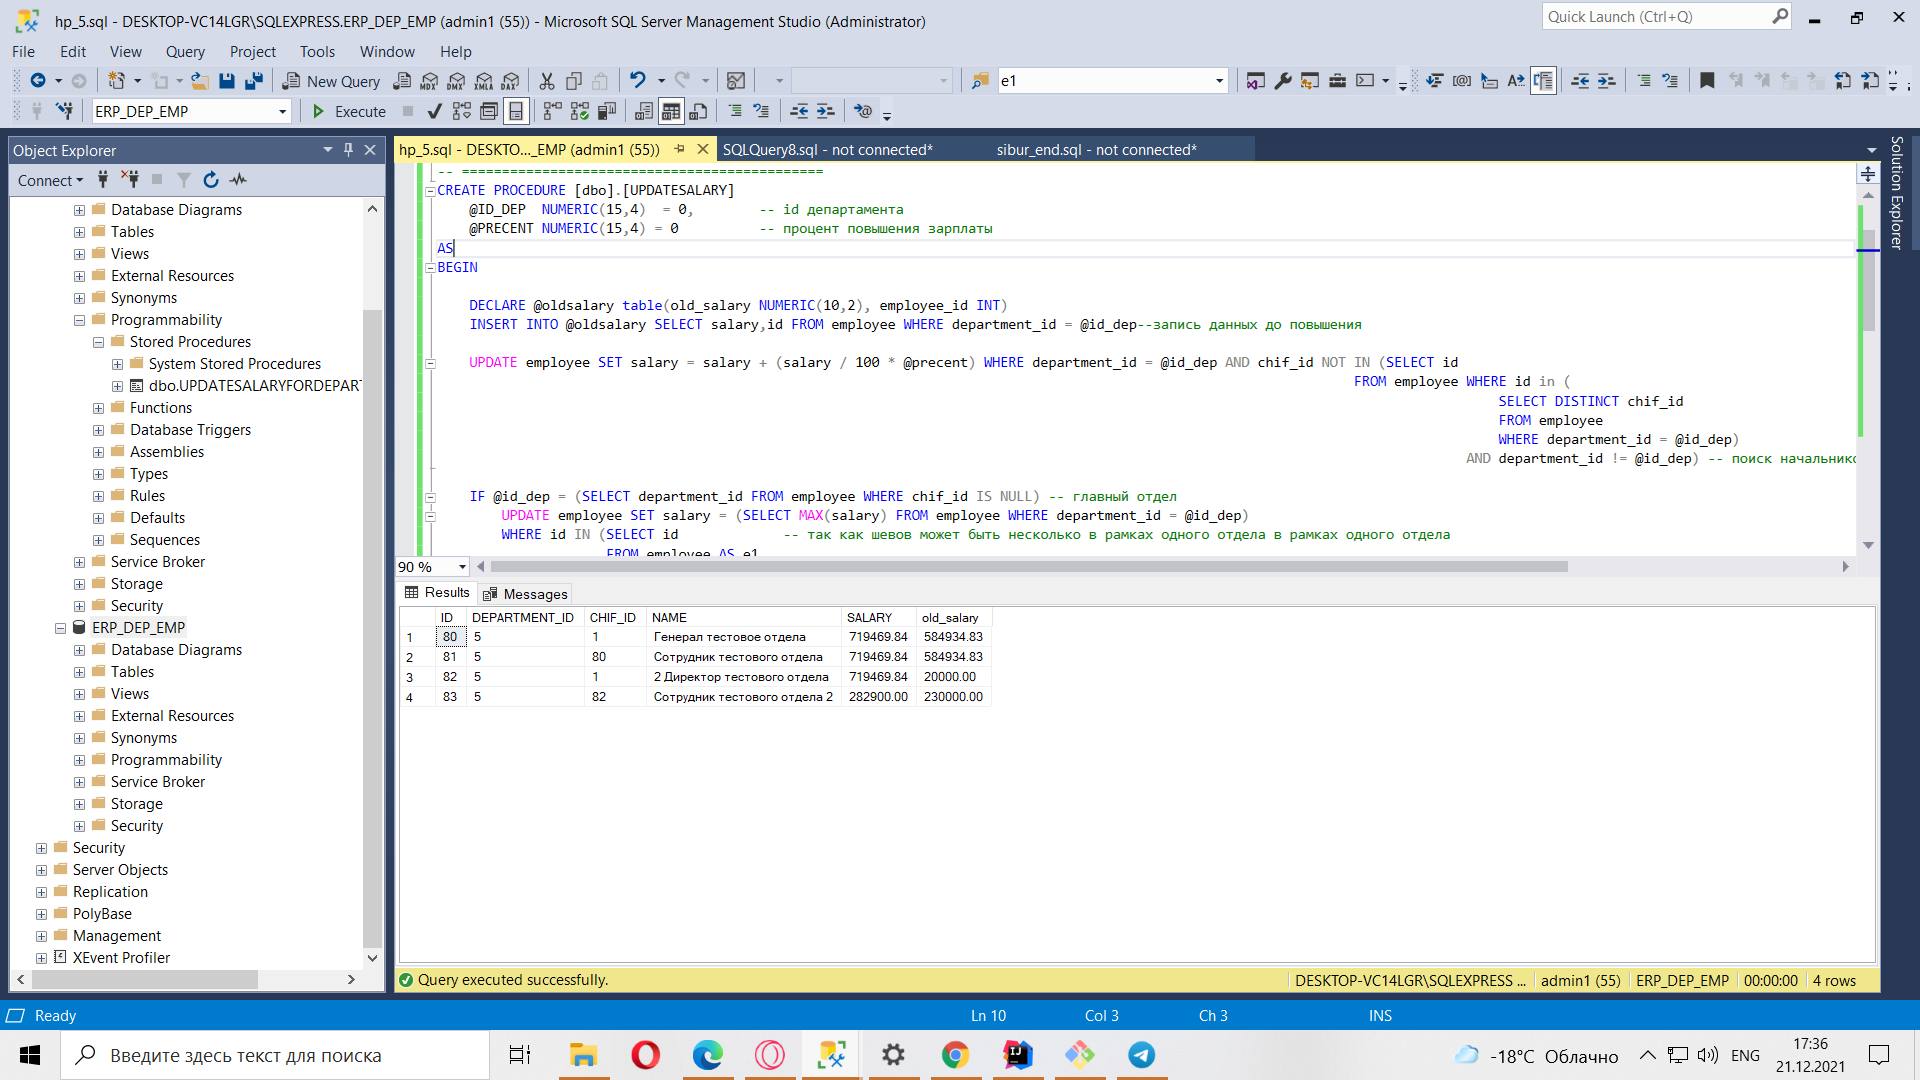 hp_5.sql - DESKTOP-VC14LGR\SQLEXPRESS.ERP_DEP_EMP (admin1 (55)) - Microsoft SQL Server Management Studio (Administrator)
Quick Launch (Ctrl+Q)
File Edit View Query Project Tools Window Help
New Query
MDX DMX XMLA DAX
e1
ERP_DEP_EMP
Execute
Object Explorer
Connect
Database Diagrams
Tables
Views
External Resources
Synonyms
Programmability
Stored Procedures
System Stored Procedures
dbo.UPDATESALARYFORDEPART
Functions
Database Triggers
Assemblies
Types
Rules
Defaults
Sequences
Service Broker
Storage
Security
ERP_DEP_EMP
Database Diagrams
Tables
Views
External Resources
Synonyms
Programmability
Service Broker
Storage
Security
Security
Server Objects
Replication
PolyBase
Management
XEvent Profiler
hp_5.sql - DESKTO..._EMP (admin1 (55)) SQLQuery8.sql - not connected* sibur_end.sql - not connected*
-- =============================================
CREATE PROCEDURE [dbo].[UPDATESALARY]
@ID_DEP NUMERIC(15,4) = 0, -- id департамента
@PRECENT NUMERIC(15,4) = 0 -- процент повышения зарплаты
AS
BEGIN
DECLARE @oldsalary table(old_salary NUMERIC(10,2), employee_id INT)
INSERT INTO @oldsalary SELECT salary,id FROM employee WHERE department_id = @id_dep--запись данных до повышения
UPDATE employee SET salary = salary + (salary / 100 * @precent) WHERE department_id = @id_dep AND chif_id NOT IN (SELECT id
FROM employee WHERE id in (
SELECT DISTINCT chif_id
FROM employee
WHERE department_id = @id_dep)
AND department_id != @id_dep) -- поиск начальнико
IF @id_dep = (SELECT department_id FROM employee WHERE chif_id IS NULL) -- главный отдел
UPDATE employee SET salary = (SELECT MAX(salary) FROM employee WHERE department_id = @id_dep)
WHERE id IN (SELECT id -- так как шевов может быть несколько в рамках одного отдела в рамках одного отдела
FROM employee AS e1
90 %
Results Messages
ID DEPARTMENT_ID CHIF_ID NAME SALARY old_salary
1 80 5 1 Генерал тестовое отдела 719469.84 584934.83
2 81 5 80 Сотрудник тестового отдела 719469.84 584934.83
3 82 5 1 2 Директор тестового отдела 719469.84 20000.00
4 83 5 82 Сотрудник тестового отдела 2 282900.00 230000.00
Query executed successfully. DESKTOP-VC14LGR\SQLEXPRESS ... admin1 (55) ERP_DEP_EMP 00:00:00 4 rows
Solution Explorer
Ready Ln 10 Col 3 Ch 3 INS
Введите здесь текст для поиска
-18°C Облачно
ENG
17:36
21.12.2021